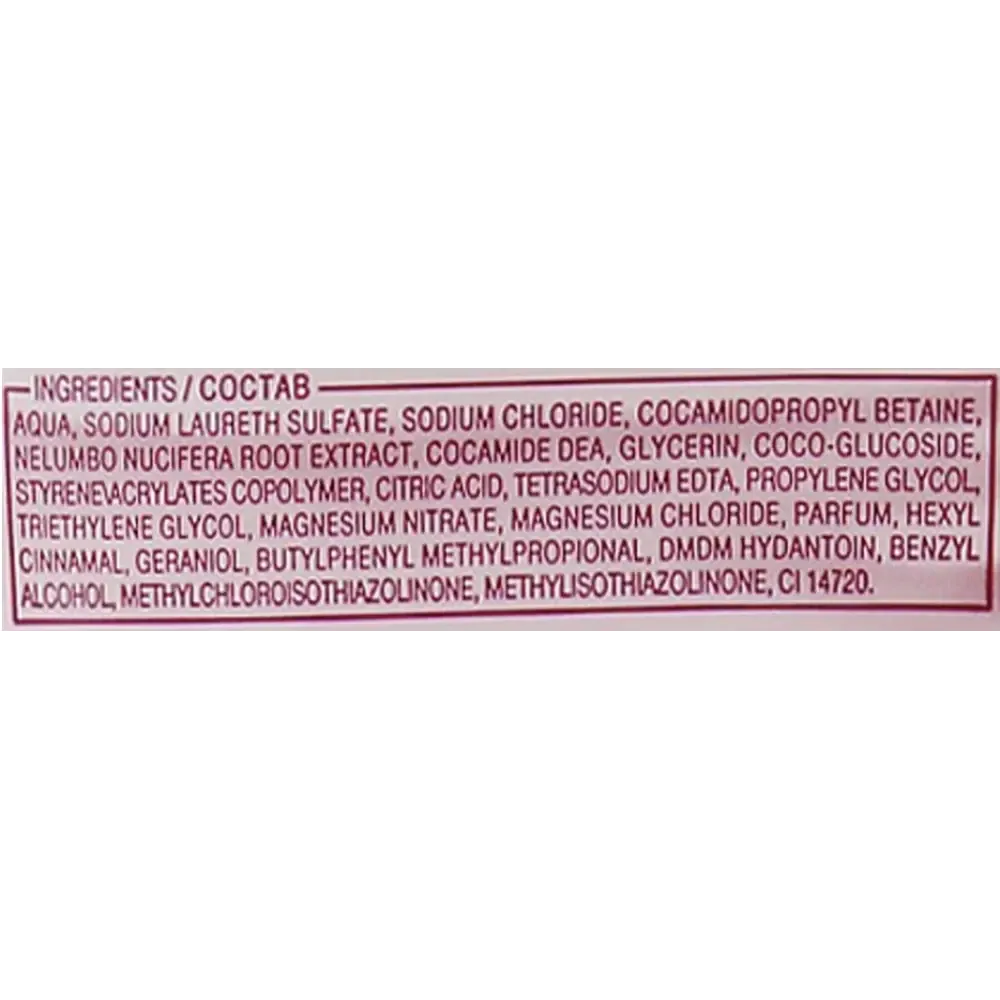 INGREDIENTS / СОСТАВ
AQUA, SODIUM LAURETH SULFATE, SODIUM CHLORIDE, COCAMIDOPROPYL BETAINE,
NELUMBO NUCIFERA ROOT EXTRACT, COCAMIDE DEA, GLYCERIN, COCO-GLUCOSIDE,
STYRENE\ACRYLATES COPOLYMER, CITRIC ACID, TETRASODIUM EDTA, PROPYLENE GLYCOL,
TRIETHYLENE GLYCOL, MAGNESIUM NITRATE, MAGNESIUM CHLORIDE, PARFUM, HEXYL
CINNAMAL, GERANIOL, BUTYLPHENYL METHYLPROPIONAL, DMDM HYDANTOIN, BENZYL
ALCOHOL, METHYLCHLOROISOTHIAZOLINONE, METHYLISOTHIAZOLINONE, CI 14720.